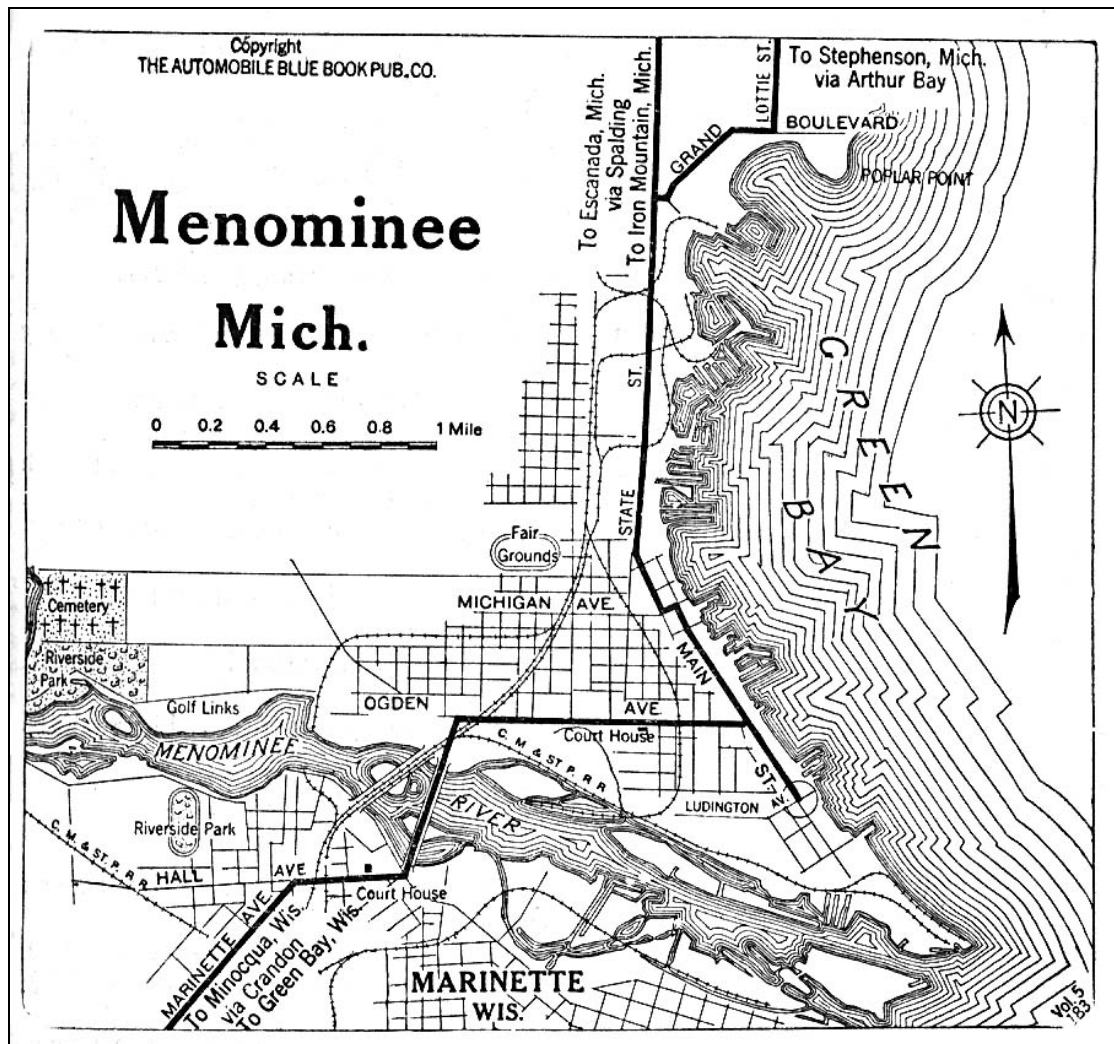 Copyright
THE AUTOMOBILE BLUE BOOK PUB. CO.
Menominee
Mich.
SCALE
0 0.2 0.4 0.6 0.8 1 Mile
To Escanada, Mich.
via Spalding
To Iron Mountain, Mich.
LOTTIE ST.
To Stephenson, Mich.
via Arthur Bay
GRAND BOULEVARD
POPLAR POINT
GREEN
BAY
N
STATE ST.
Fair
Grounds
MICHIGAN AVE.
Cemetery
Riverside
Park
Golf Links
OGDEN AVE.
MAIN ST.
Court House
C. M. & ST. P. R R
LUDINGTON AV.
MENOMINEE RIVER
Riverside Park
C. M. & ST. P. R R
HALL AVE
Court House
MARINETTE AVE.
To Minocqua, Wis.
via Crandon
To Green Bay, Wis.
MARINETTE
WIS.
Vol. 5
183